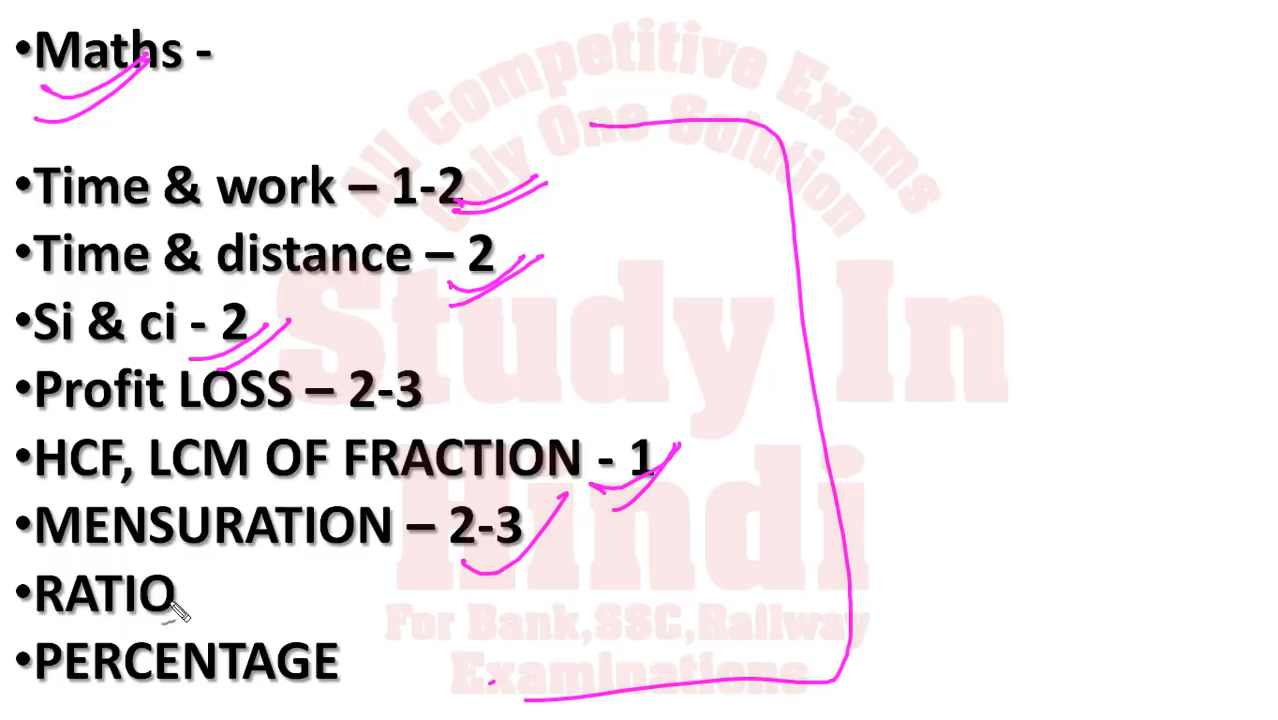 •Maths -
•Time & work – 1-2
•Time & distance – 2
•Si & ci - 2
•Profit LOSS – 2-3
•HCF, LCM OF FRACTION - 1
•MENSURATION – 2-3
•RATIO
•PERCENTAGE
All Competitive Exams
Only One Solution
Study In
Hindi
For Bank,SSC,Railway
Examinations